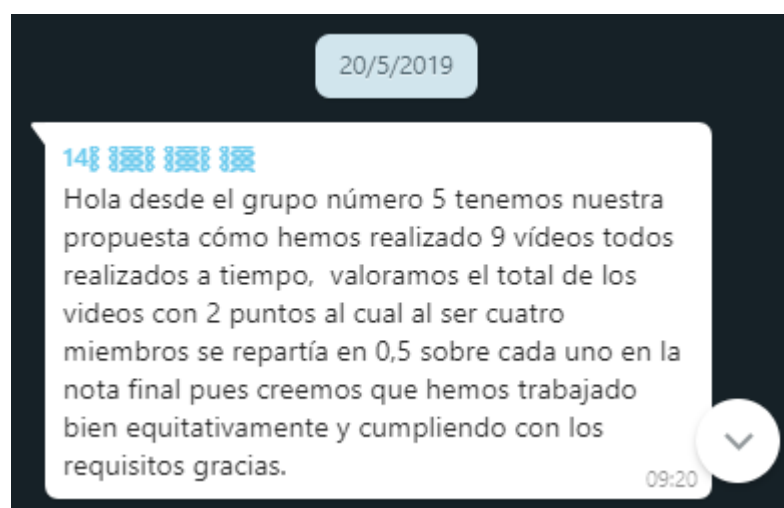 20/5/2019
14
Hola desde el grupo número 5 tenemos nuestra
propuesta cómo hemos realizado 9 vídeos todos
realizados a tiempo, valoramos el total de los
videos con 2 puntos al cual al ser cuatro
miembros se repartía en 0,5 sobre cada uno en la
nota final pues creemos que hemos trabajado
bien equitativamente y cumpliendo con los
requisitos gracias.
09:20